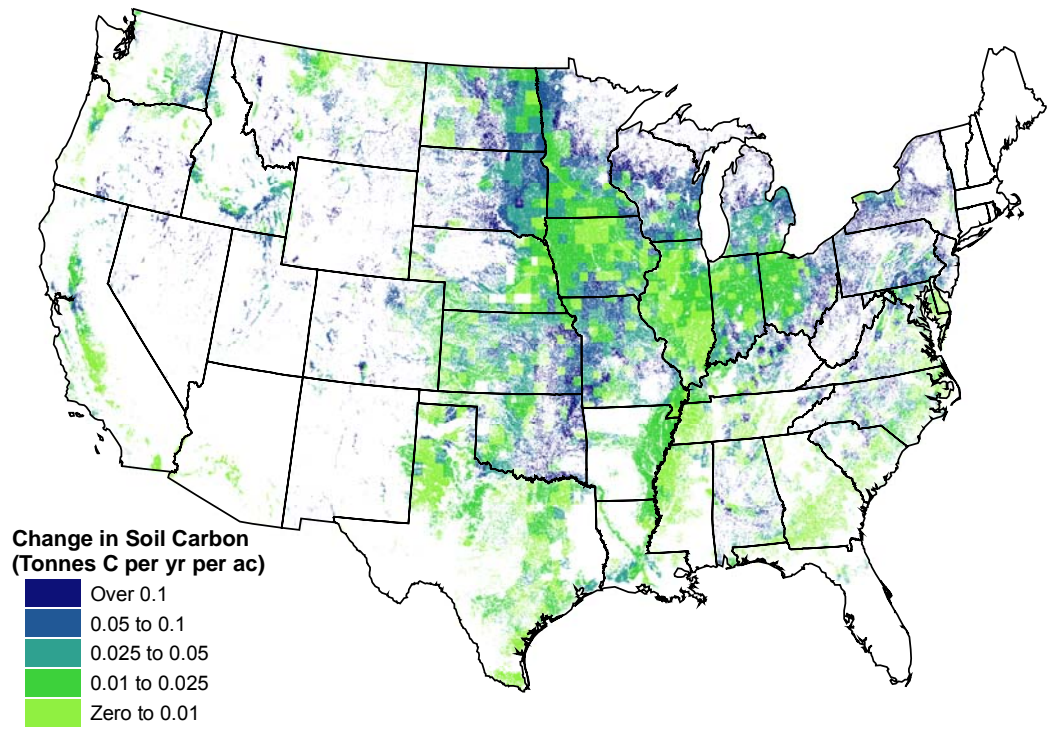 Change in Soil Carbon
(Tonnes C per yr per ac)
Over 0.1
0.05 to 0.1
0.025 to 0.05
0.01 to 0.025
Zero to 0.01